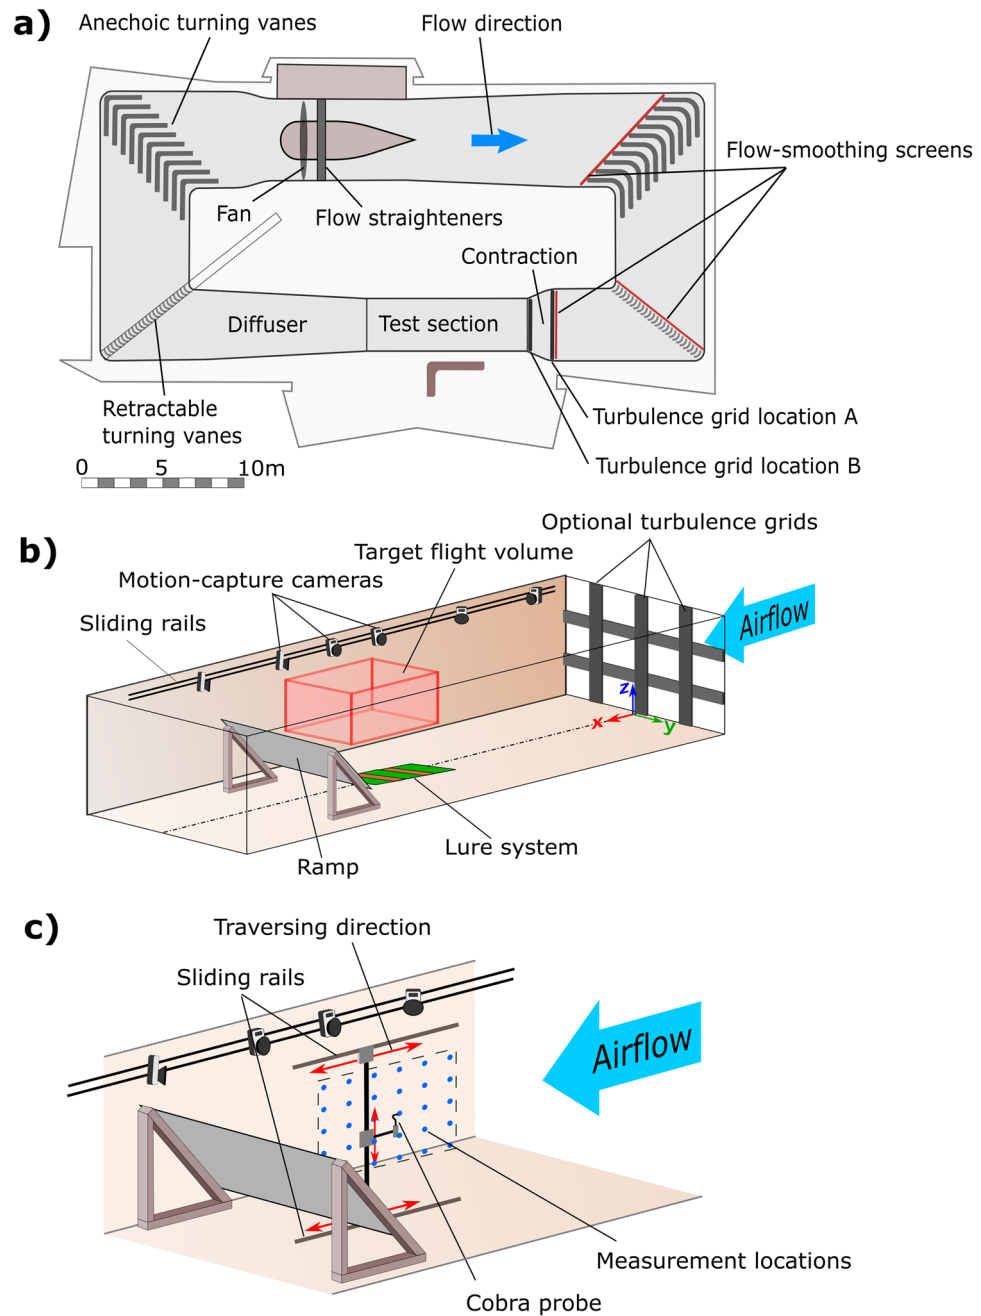 a)
Anechoic turning vanes
Flow direction
Flow-smoothing screens
Fan
Flow straighteners
Contraction
Diffuser
Test section
Retractable
turning vanes
Turbulence grid location A
Turbulence grid location B
0 5 10m
b)
Optional turbulence grids
Target flight volume
Motion-capture cameras
Sliding rails
Airflow
z
x
y
Lure system
Ramp
c)
Traversing direction
Sliding rails
Airflow
Measurement locations
Cobra probe